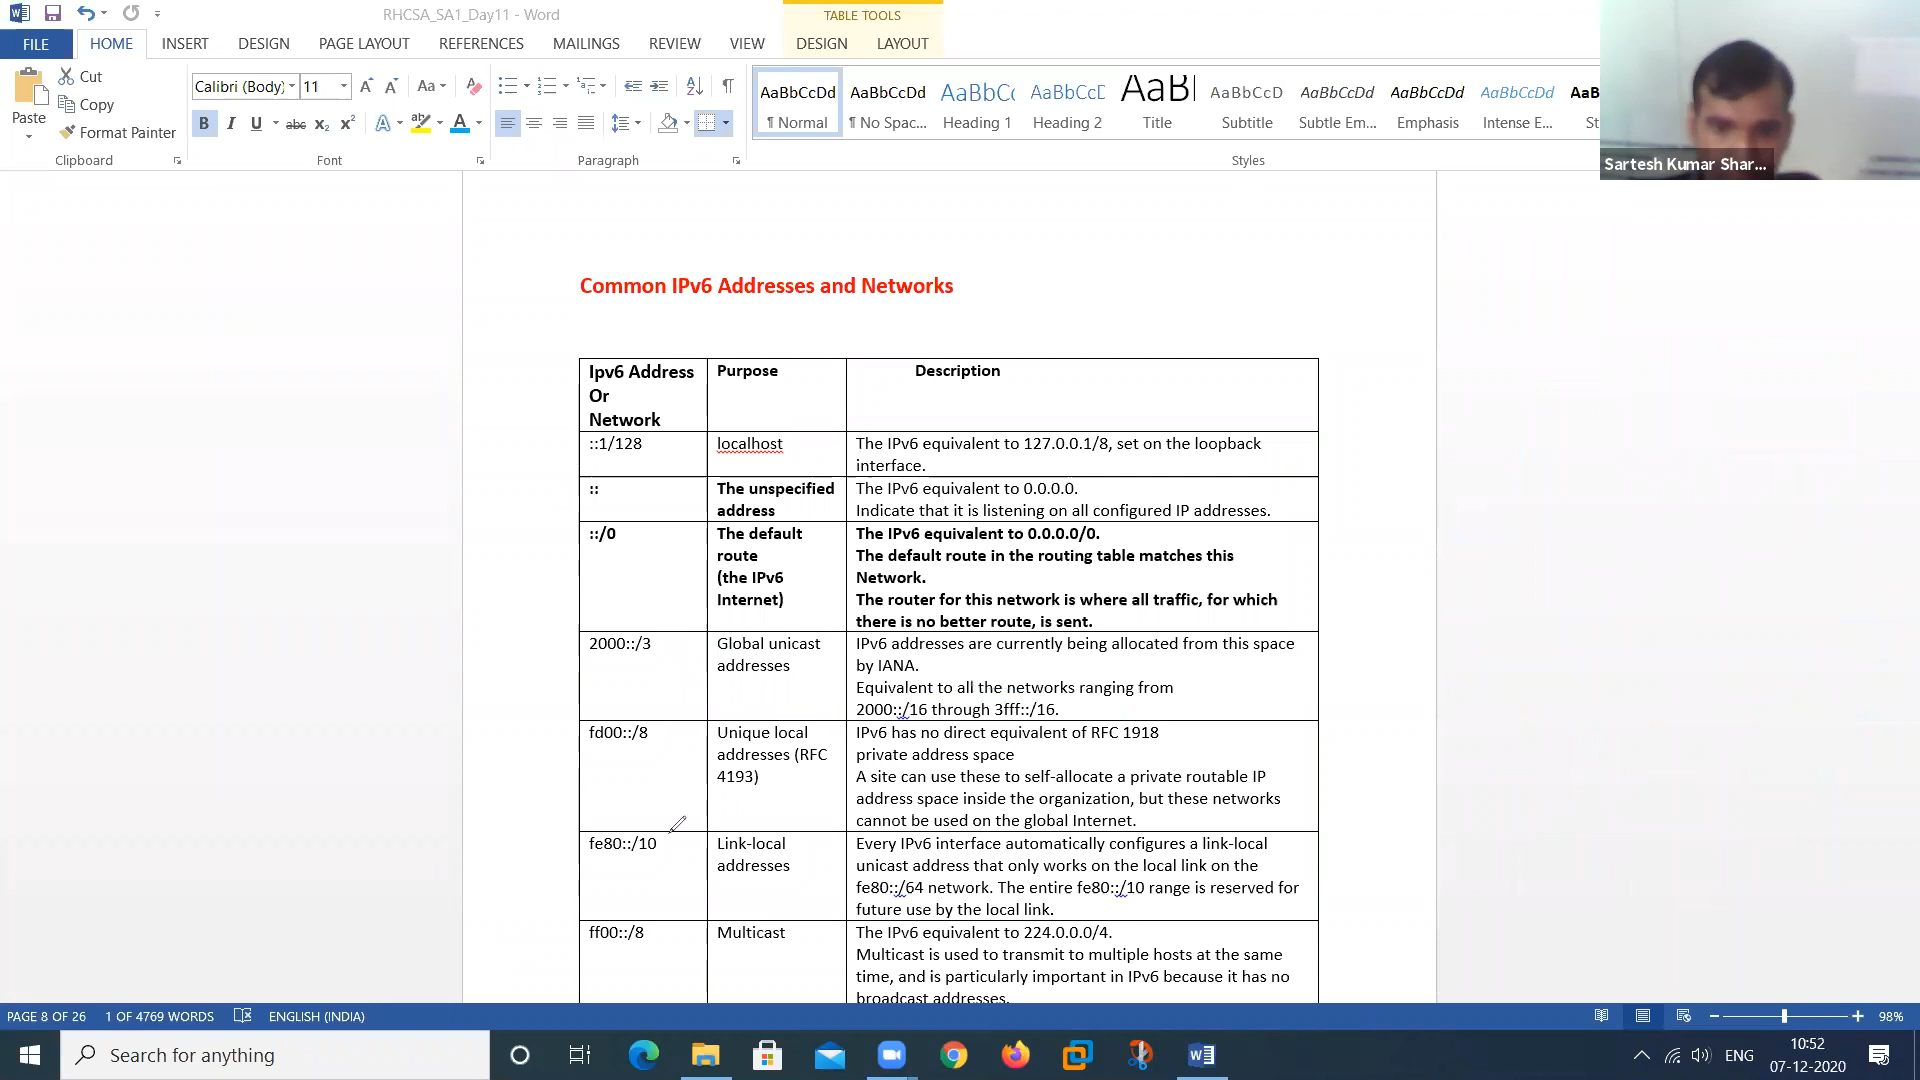 RHCSA_SA1_Day11 - Word
TABLE TOOLS
FILE HOME INSERT DESIGN PAGE LAYOUT REFERENCES MAILINGS REVIEW VIEW DESIGN LAYOUT
Paste
Cut
Copy
Format Painter
Clipboard
Calibri (Body) 11
Font
Paragraph
AaBbCcDd AaBbCcDd AaBbC AaBbCcD AaBl AaBbCcD AaBbCcDd AaBbCcDd AaBbCcDd AaB
¶ Normal ¶ No Spac... Heading 1 Heading 2 Title Subtitle Subtle Em... Emphasis Intense E... St
Styles
Sartesh Kumar Shar...
Common IPv6 Addresses and Networks
Ipv6 Address
Or
Network
Purpose
Description
::1/128
localhost
The IPv6 equivalent to 127.0.0.1/8, set on the loopback
interface.
::
The unspecified
address
The IPv6 equivalent to 0.0.0.0.
Indicate that it is listening on all configured IP addresses.
::/0
The default
route
(the IPv6
Internet)
The IPv6 equivalent to 0.0.0.0/0.
The default route in the routing table matches this
Network.
The router for this network is where all traffic, for which
there is no better route, is sent.
2000::/3
Global unicast
addresses
IPv6 addresses are currently being allocated from this space
by IANA.
Equivalent to all the networks ranging from
2000::/16 through 3fff::/16.
fd00::/8
Unique local
addresses (RFC
4193)
IPv6 has no direct equivalent of RFC 1918
private address space
A site can use these to self-allocate a private routable IP
address space inside the organization, but these networks
cannot be used on the global Internet.
fe80::/10
Link-local
addresses
Every IPv6 interface automatically configures a link-local
unicast address that only works on the local link on the
fe80::/64 network. The entire fe80::/10 range is reserved for
future use by the local link.
ff00::/8
Multicast
The IPv6 equivalent to 224.0.0.0/4.
Multicast is used to transmit to multiple hosts at the same
time, and is particularly important in IPv6 because it has no
broadcast addresses.
PAGE 8 OF 26 1 OF 4769 WORDS ENGLISH (INDIA) 98%
Search for anything
ENG
10:52
07-12-2020